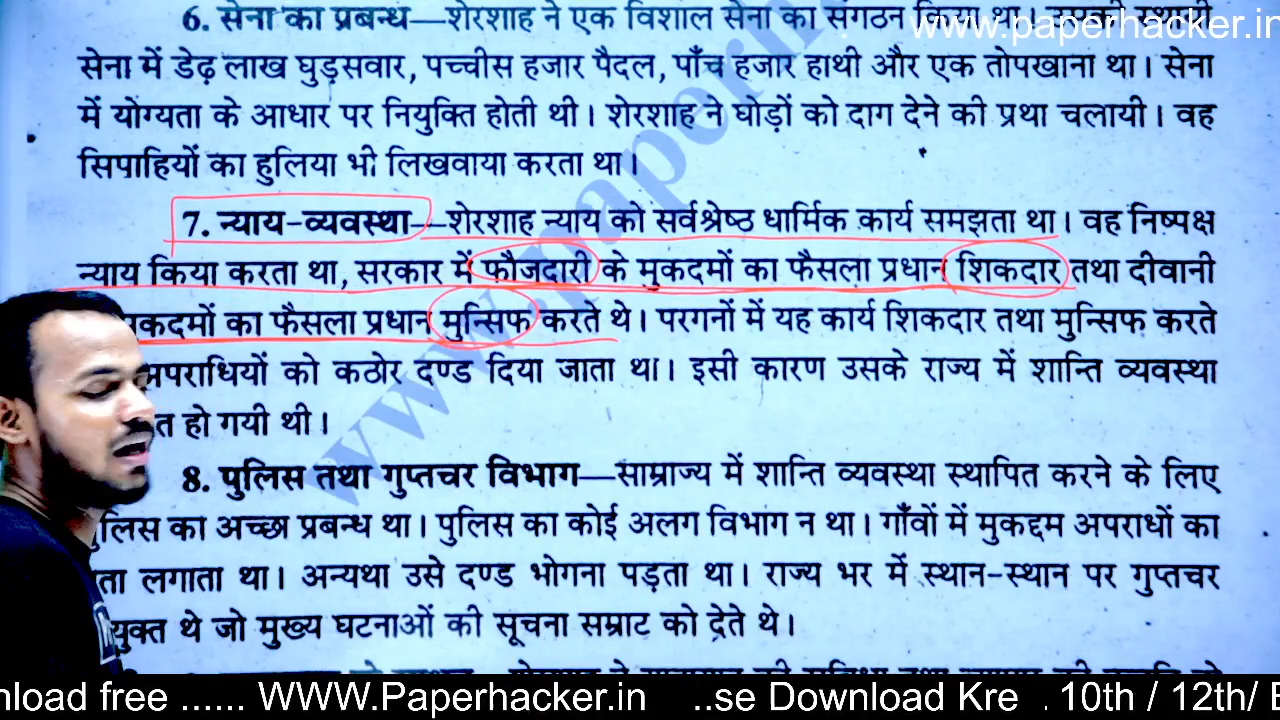 6. सेना का प्रबन्ध—शेरशाह ने एक विशाल सेना का संगठन किया था।
www.paperhacker.in
सेना में डेढ़ लाख घुड़सवार, पच्चीस हजार पैदल, पाँच हजार हाथी और एक तोपखाना था। सेना
में योग्यता के आधार पर नियुक्ति होती थी। शेरशाह ने घोड़ों को दाग देने की प्रथा चलायी। वह
सिपाहियों का हुलिया भी लिखवाया करता था।
7. न्याय-व्यवस्था—शेरशाह न्याय को सर्वश्रेष्ठ धार्मिक कार्य समझता था। वह निष्पक्ष
न्याय किया करता था, सरकार में फौजदारी के मुकदमों का फैसला प्रधान शिकदार तथा दीवानी
कदमों का फैसला प्रधान मुन्सिफ करते थे। परगनों में यह कार्य शिकदार तथा मुन्सिफ करते
अपराधियों को कठोर दण्ड दिया जाता था। इसी कारण उसके राज्य में शान्ति व्यवस्था
त हो गयी थी।
8. पुलिस तथा गुप्तचर विभाग—साम्राज्य में शान्ति व्यवस्था स्थापित करने के लिए
लिस का अच्छा प्रबन्ध था। पुलिस का कोई अलग विभाग न था। गाँवों में मुकद्दम अपराधों का
ता लगाता था। अन्यथा उसे दण्ड भोगना पड़ता था। राज्य भर में स्थान-स्थान पर गुप्तचर
युक्त थे जो मुख्य घटनाओं की सूचना सम्राट को देते थे।
nload free ...... WWW.Paperhacker.in ..se Download Kre . 10th / 12th/ E